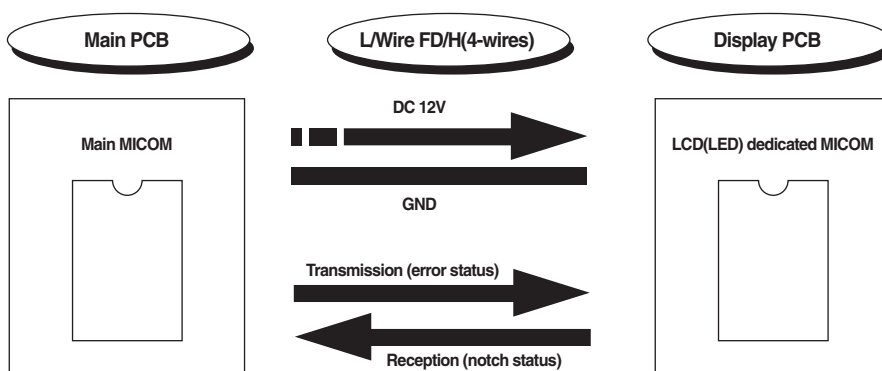 Main PCB
L/Wire FD/H(4-wires)
Display PCB
Main MICOM
DC 12V
GND
LCD(LED) dedicated MICOM
Transmission (error status)
Reception (notch status)